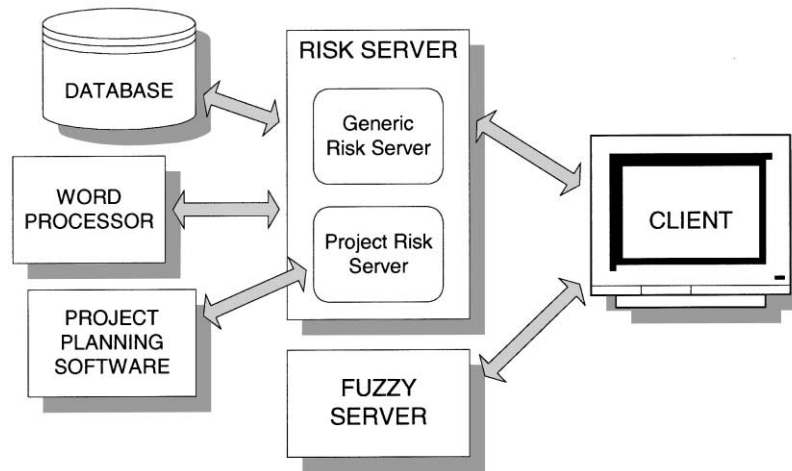 DATABASE
WORD
PROCESSOR
PROJECT
PLANNING
SOFTWARE
RISK SERVER
Generic
Risk Server
Project Risk
Server
FUZZY
SERVER
CLIENT